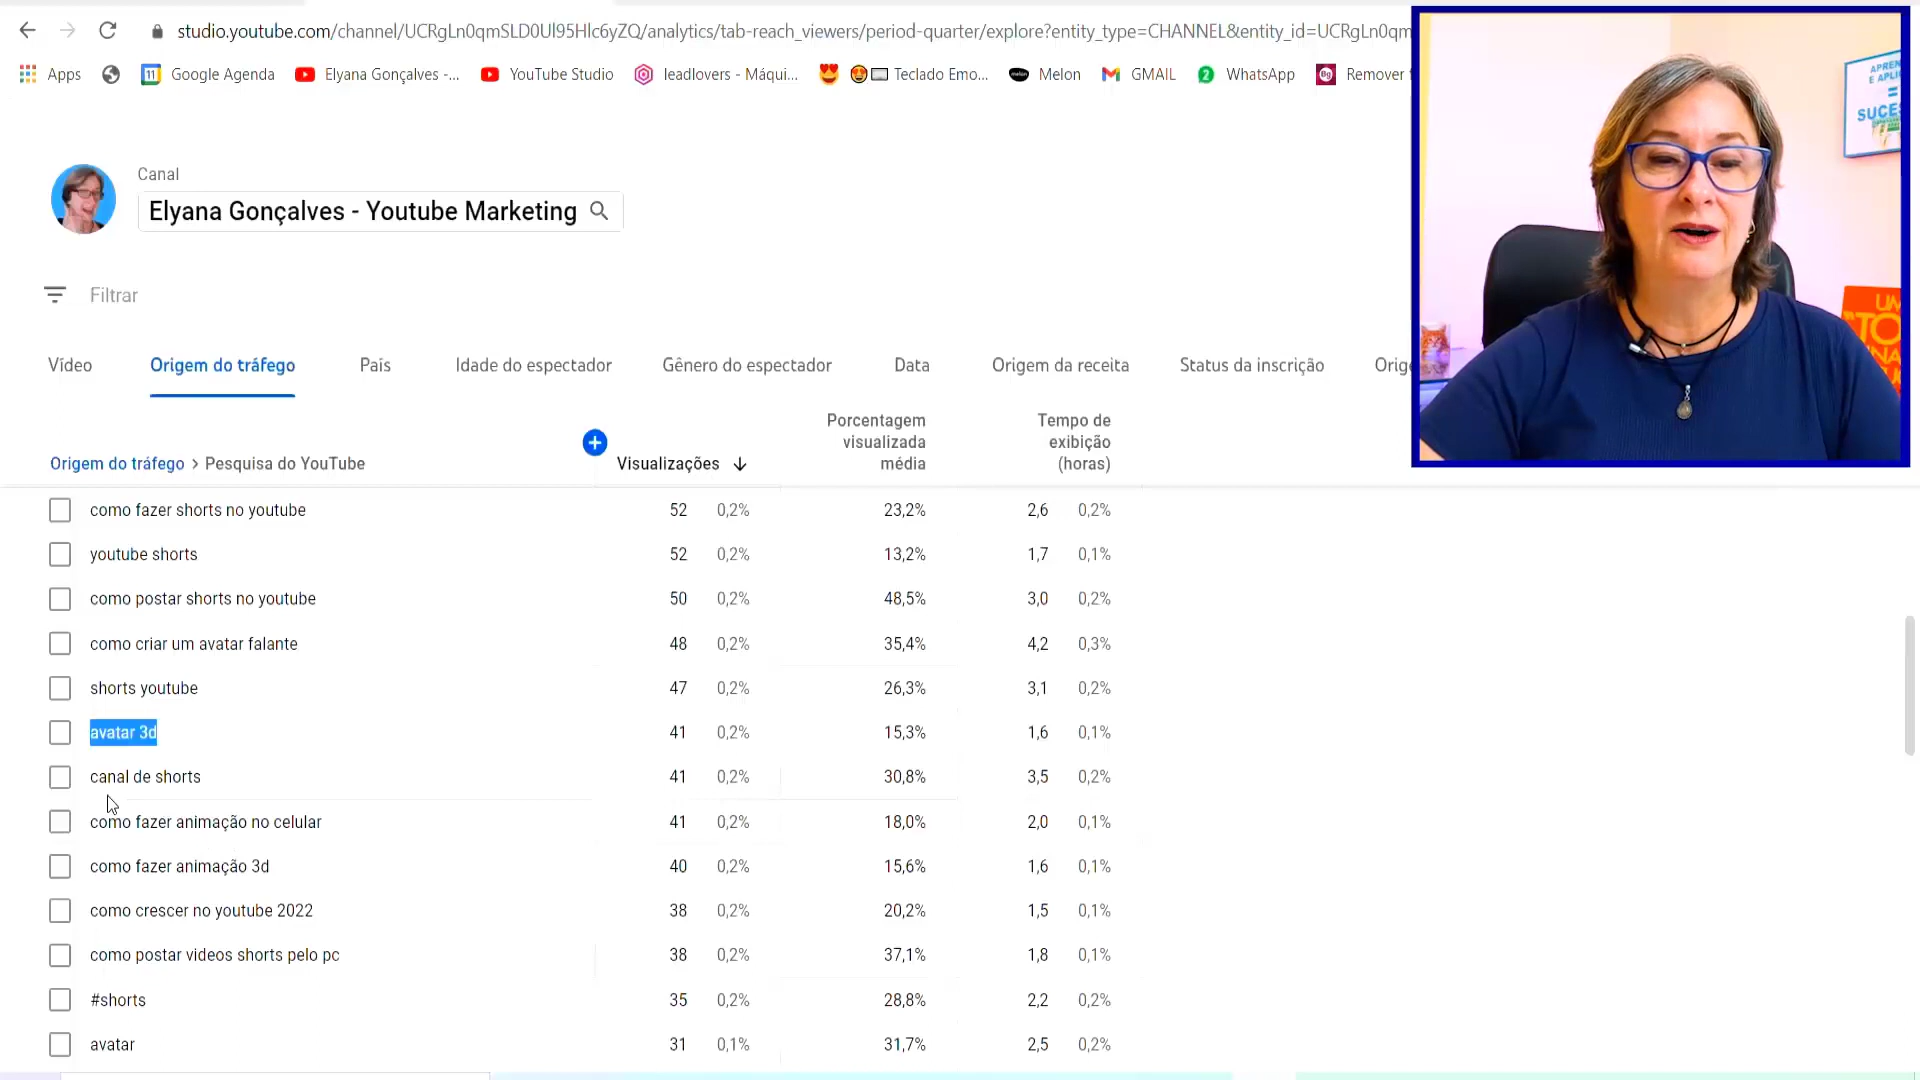 studio.youtube.com/channel/UCRgLn0qmSLD0Ul95Hlc6yZQ/analytics/tab-reach_viewers/period-quarter/explore?entity_type=CHANNEL&entity_id=UCRgLn0qm
Apps 11 Google Agenda Elyana Gonçalves -... YouTube Studio leadlovers - Máqui... Teclado Emo... Melon GMAIL 2 WhatsApp Bg Remover
APREN
E APLI
=
SUCES
UM
TO
Canal
Elyana Gonçalves - Youtube Marketing
Filtrar
Vídeo Origem do tráfego País Idade do espectador Gênero do espectador Data Origem da receita Status da inscrição Orig
Origem do tráfego > Pesquisa do YouTube + Visualizações Porcentagem visualizada média Tempo de exibição (horas)
como fazer shorts no youtube 52 0,2% 23,2% 2,6 0,2%
youtube shorts 52 0,2% 13,2% 1,7 0,1%
como postar shorts no youtube 50 0,2% 48,5% 3,0 0,2%
como criar um avatar falante 48 0,2% 35,4% 4,2 0,3%
shorts youtube 47 0,2% 26,3% 3,1 0,2%
avatar 3d 41 0,2% 15,3% 1,6 0,1%
canal de shorts 41 0,2% 30,8% 3,5 0,2%
como fazer animação no celular 41 0,2% 18,0% 2,0 0,1%
como fazer animação 3d 40 0,2% 15,6% 1,6 0,1%
como crescer no youtube 2022 38 0,2% 20,2% 1,5 0,1%
como postar videos shorts pelo pc 38 0,2% 37,1% 1,8 0,1%
#shorts 35 0,2% 28,8% 2,2 0,2%
avatar 31 0,1% 31,7% 2,5 0,2%